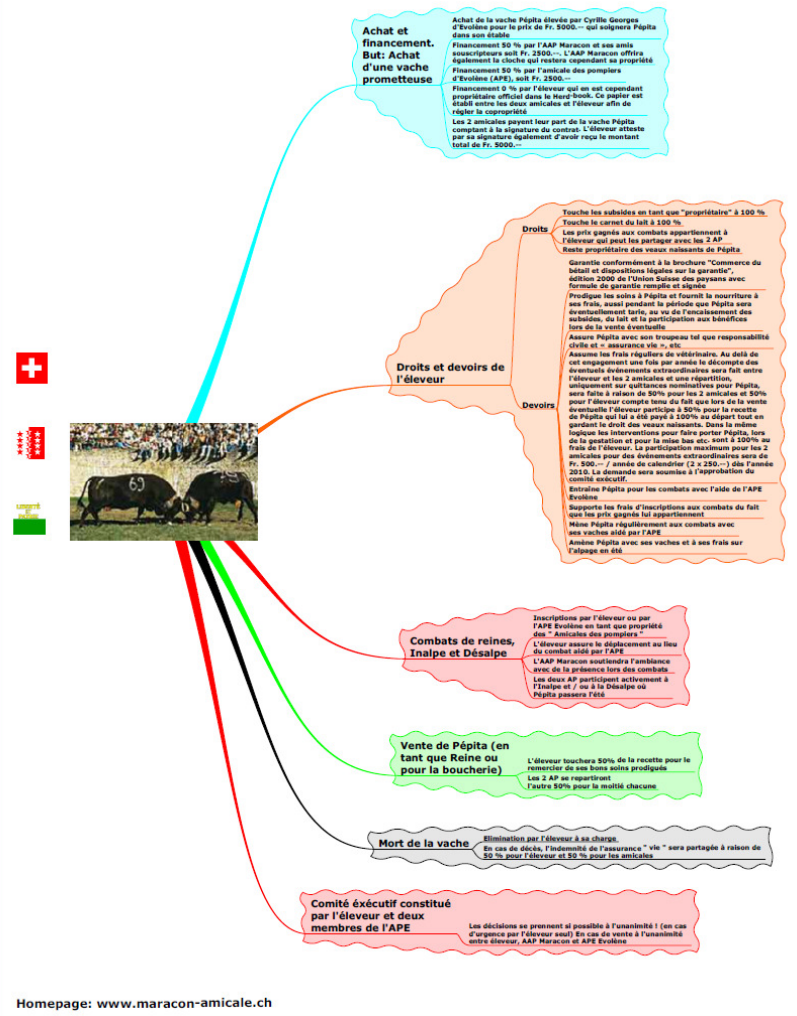 Achat et
financement.
But: Achat
d'une vache
prometteuse
Achat de la vache Pépita élevée par Cyrille Georges
d'Evolène pour le prix de Fr. 5000.-- qui soignera Pépita
dans son étable
Financement 50 % par l'AAP Maracon et ses amis
souscripteurs soit Fr. 2500.--. L'AAP Maracon offrira
également la cloche qui restera cependant sa propriété
Financement 50 % par l'amicale des pompiers
d'Evolène (APE), soit Fr. 2500.--
Financement 0 % par l'éleveur qui en est cependant
propriétaire officiel dans le Herd-book. Ce papier est
établi entre les deux amicales et l'éleveur afin de
régler la copropriété
Les 2 amicales payent leur part de la vache Pépita
comptant à la signature du contrat. L'éleveur atteste
par sa signature également d'avoir reçu le montant
total de Fr. 5000.--
Droits et devoirs de
l'éleveur
Droits
Touche les subsides en tant que "propriétaire" à 100 %
Touche le carnet du lait à 100 %
Les prix gagnés aux combats appartiennent à
l'éleveur qui peut les partager avec les 2 AP
Reste propriétaire des veaux naissants de Pépita
Devoirs
Garantie conformément à la brochure "Commerce du
bétail et dispositions légales sur la garantie",
édition 2000 de l'Union Suisse des paysans avec
formule de garantie remplie et signée
Prodigue les soins à Pépita et fournit la nourriture à
ses frais, aussi pendant la période que Pépita sera
éventuellement tarie, au vu de l'encaissement des
subsides, du lait et la participation aux bénéfices
lors de la vente éventuelle
Assure Pépita avec son troupeau tel que responsabilité
civile et « assurance vie », etc
Assume les frais réguliers de vétérinaire. Au delà de
cet engagement une fois par année le décompte des
éventuels événements extraordinaires sera fait entre
l'éleveur et les 2 amicales et une répartition,
uniquement sur quittances nominatives pour Pépita,
sera faite à raison de 50% pour les 2 amicales et 50%
pour l'éleveur compte tenu du fait que lors de la vente
éventuelle l'éleveur participe à 50% pour la recette
de Pépita qui lui a été payé à 100% au départ tout en
gardant le droit des veaux naissants. Dans la même
logique les interventions pour faire porter Pépita, lors
de la gestation et pour la mise bas etc. sont à 100% au
frais de l'éleveur. La participation maximum pour les 2
amicales pour des événements extraordinaires sera de
Fr. 500.-- / année de calendrier (2 x 250.--) dès l'année
2010. La demande sera soumise à l'approbation du
comité exécutif.
Entraîne Pépita pour les combats avec l'aide de l'APE
Evolène
Supporte les frais d'inscriptions aux combats du fait
que les prix gagnés lui appartiennent
Mène Pépita régulièrement aux combats avec
ses vaches aidé par l'APE
Amène Pépita avec ses vaches et à ses frais sur
l'alpage en été
Combats de reines,
Inalpe et Désalpe
Inscriptions par l'éleveur ou par
l'APE Evolène en tant que propriété
des " Amicales des pompiers "
L'éleveur assure le déplacement au lieu
du combat aidé par l'APE
L'AAP Maracon soutiendra l'ambiance
avec de la présence lors des combats
Les deux AP participent activement à
l'Inalpe et / ou à la Désalpe où
Pépita passera l'été
Vente de Pépita (en
tant que Reine ou
pour la boucherie)
L'éleveur touchera 50% de la recette pour le
remercier de ses bons soins prodigués
Les 2 AP se repartiront
l'autre 50% pour la moitié chacune
Mort de la vache
Elimination par l'éleveur à sa charge
En cas de décès, l'indemnité de l'assurance " vie " sera partagée à raison de
50 % pour l'éleveur et 50 % pour les amicales
Comité éxécutif constitué
par l'éleveur et deux
membres de l'APE
Les décisions se prennent si possible à l'unanimité ! (en cas
d'urgence par l'éleveur seul) En cas de vente à l'unanimité
entre éleveur, AAP Maracon et APE Evolène
Homepage: www.maracon-amicale.ch